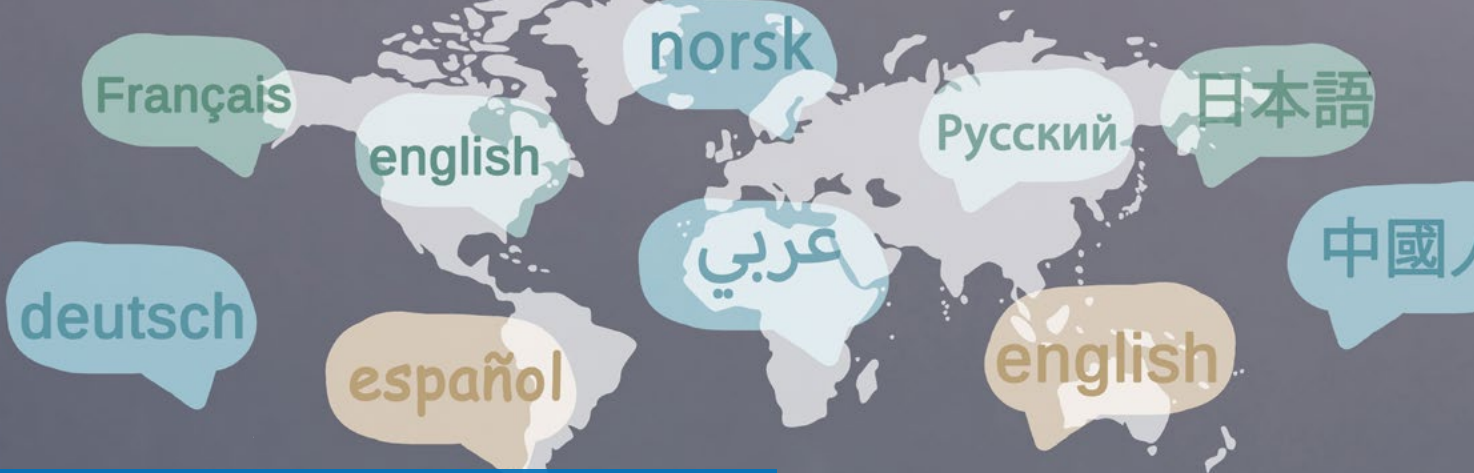 norsk
Français
日本語
english
Русский
عربي
中國
deutsch
español
english